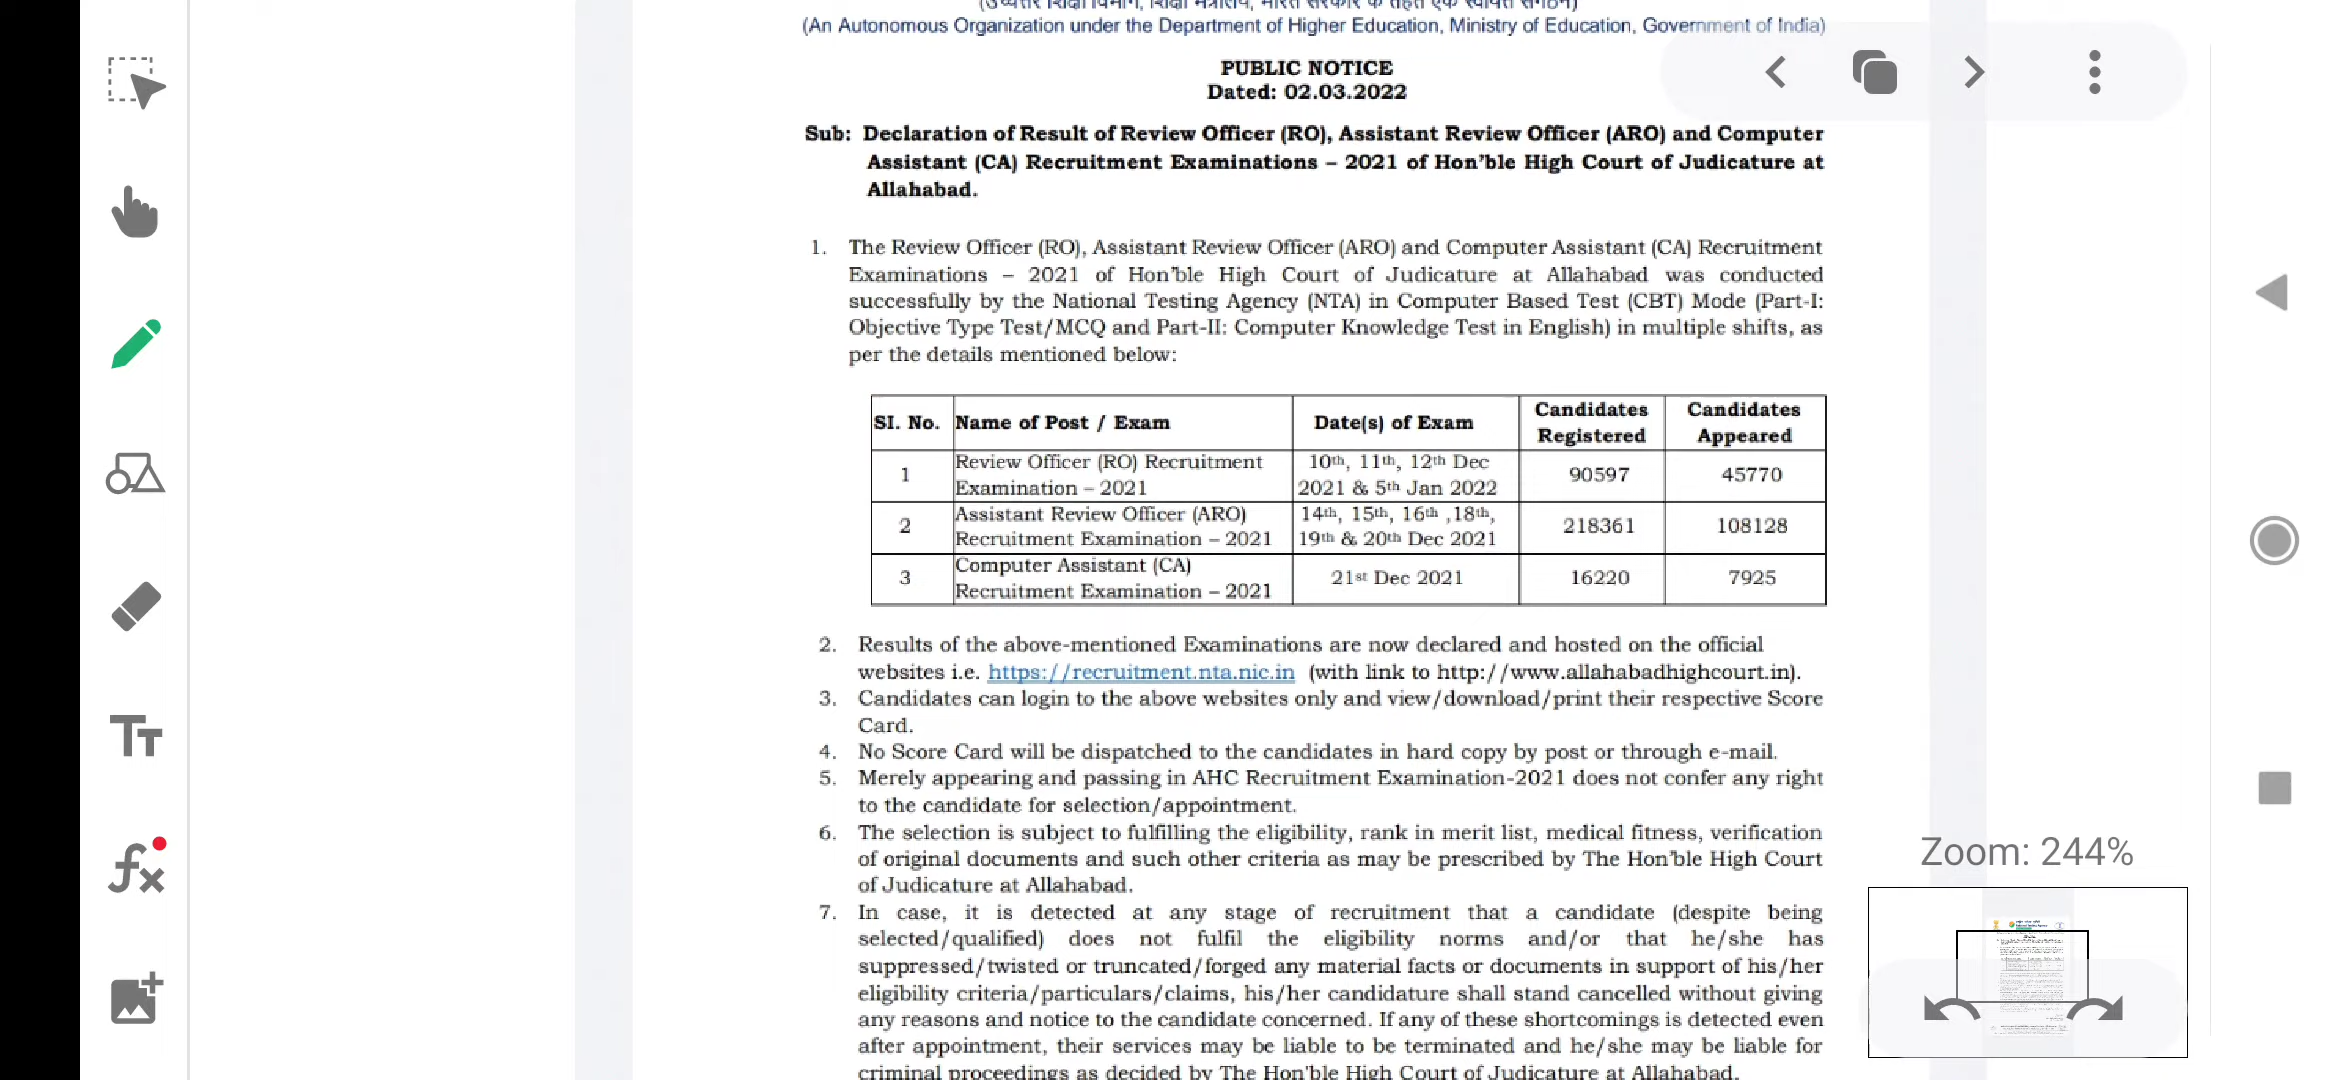 (उच्चतर शिक्षा विभाग, शिक्षा मंत्रालय, भारत सरकार के तहत एक स्वायत्त संगठन)
(An Autonomous Organization under the Department of Higher Education, Ministry of Education, Government of India)
PUBLIC NOTICE
Dated: 02.03.2022
Sub: Declaration of Result of Review Officer (RO), Assistant Review Officer (ARO) and Computer
Assistant (CA) Recruitment Examinations – 2021 of Hon'ble High Court of Judicature at
Allahabad.
1. The Review Officer (RO), Assistant Review Officer (ARO) and Computer Assistant (CA) Recruitment
Examinations – 2021 of Hon'ble High Court of Judicature at Allahabad was conducted
successfully by the National Testing Agency (NTA) in Computer Based Test (CBT) Mode (Part-I:
Objective Type Test/MCQ and Part-II: Computer Knowledge Test in English) in multiple shifts, as
per the details mentioned below:
SI. No. Name of Post / Exam Date(s) of Exam Candidates Registered Candidates Appeared
1 Review Officer (RO) Recruitment Examination – 2021 10th, 11th, 12th Dec 2021 & 5th Jan 2022 90597 45770
2 Assistant Review Officer (ARO) Recruitment Examination – 2021 14th, 15th, 16th ,18th, 19th & 20th Dec 2021 218361 108128
3 Computer Assistant (CA) Recruitment Examination – 2021 21st Dec 2021 16220 7925
2. Results of the above-mentioned Examinations are now declared and hosted on the official
websites i.e. https://recruitment.nta.nic.in (with link to http://www.allahabadhighcourt.in).
3. Candidates can login to the above websites only and view/download/print their respective Score
Card.
4. No Score Card will be dispatched to the candidates in hard copy by post or through e-mail.
5. Merely appearing and passing in AHC Recruitment Examination-2021 does not confer any right
to the candidate for selection/appointment.
6. The selection is subject to fulfilling the eligibility, rank in merit list, medical fitness, verification
of original documents and such other criteria as may be prescribed by The Hon'ble High Court
of Judicature at Allahabad.
7. In case, it is detected at any stage of recruitment that a candidate (despite being
selected/qualified) does not fulfil the eligibility norms and/or that he/she has
suppressed/twisted or truncated/forged any material facts or documents in support of his/her
eligibility criteria/particulars/claims, his/her candidature shall stand cancelled without giving
any reasons and notice to the candidate concerned. If any of these shortcomings is detected even
after appointment, their services may be liable to be terminated and he/she may be liable for
criminal proceedings as decided by The Hon'ble High Court of Judicature at Allahabad.
TT
fx
Zoom: 244%